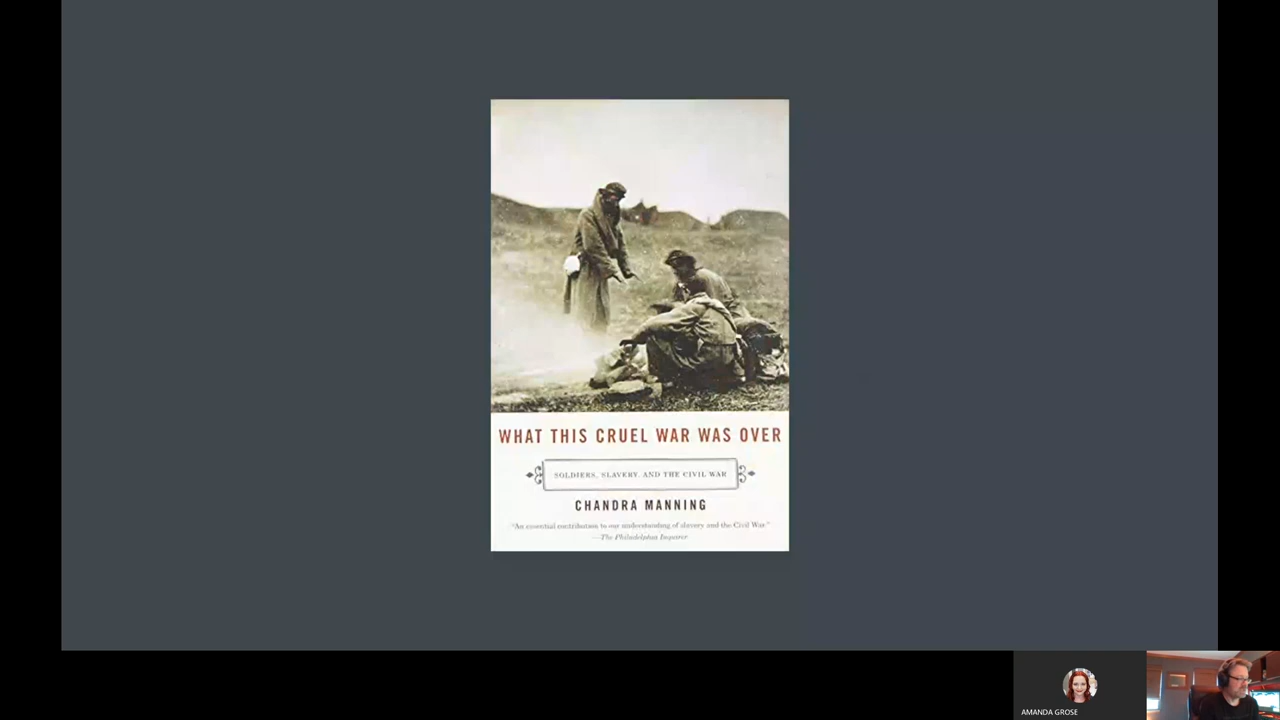 WHAT THIS CRUEL WAR WAS OVER
SOLDIERS, SLAVERY, AND THE CIVIL WAR
CHANDRA MANNING
"An essential contribution to our understanding of slavery and the Civil War."
—The Philadelphia Inquirer
AMANDA GROSE